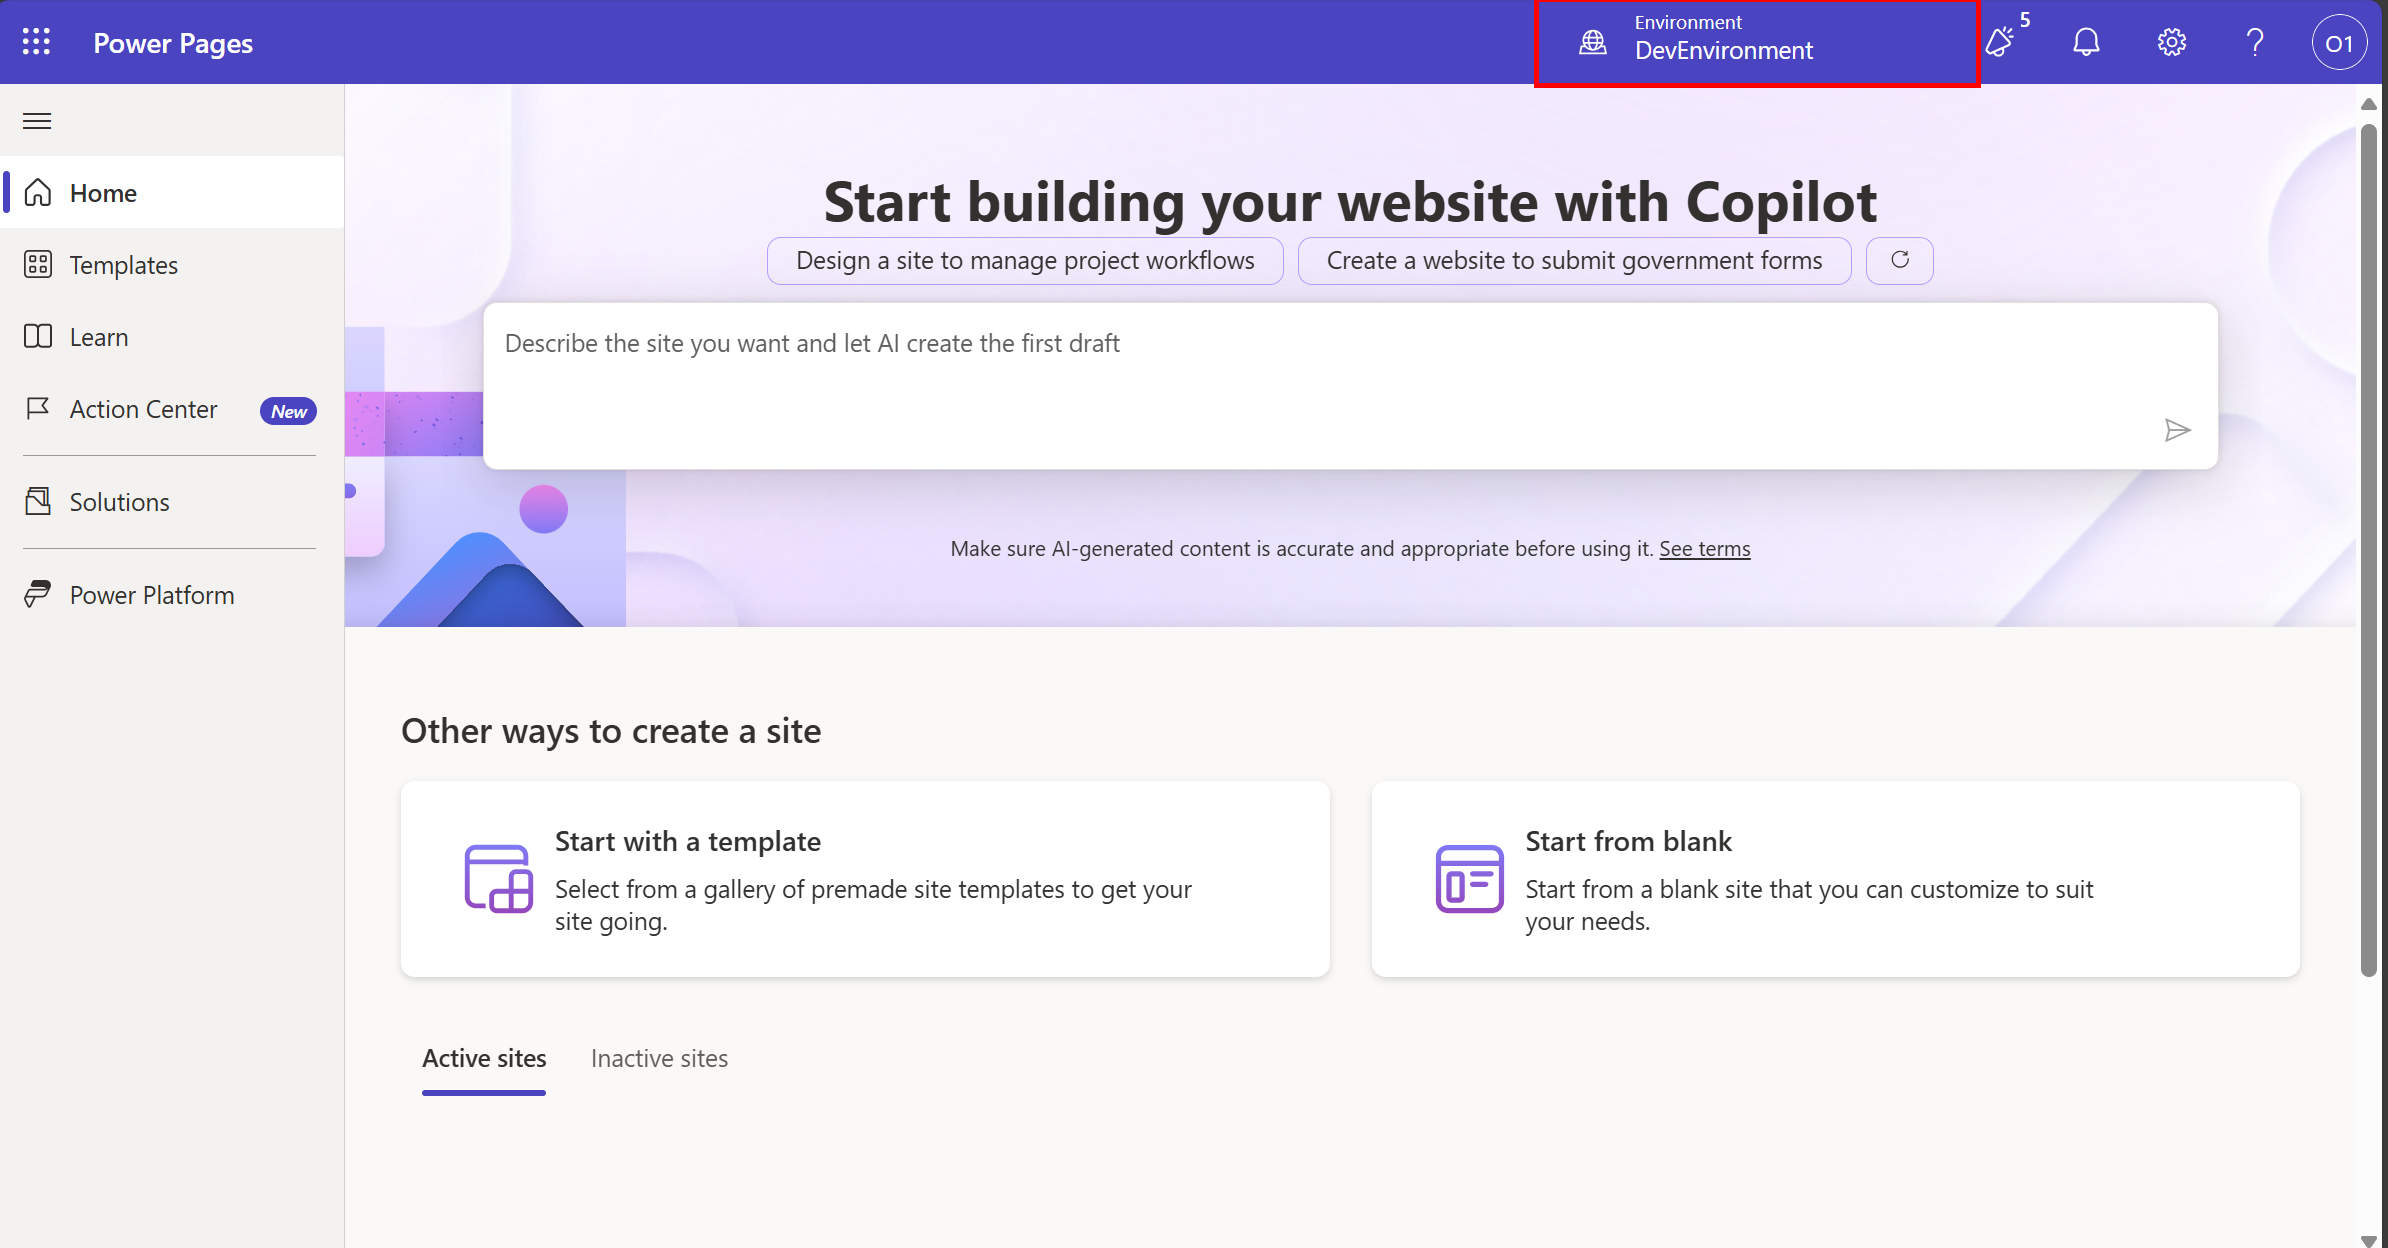 Power Pages
Environment
DevEnvironment
5
O1
Home
Templates
Learn
Action Center
New
Solutions
Power Platform
Start building your website with Copilot
Design a site to manage project workflows
Create a website to submit government forms
Describe the site you want and let AI create the first draft
Make sure AI-generated content is accurate and appropriate before using it. See terms
Other ways to create a site
Start with a template
Select from a gallery of premade site templates to get your
site going.
Start from blank
Start from a blank site that you can customize to suit
your needs.
Active sites
Inactive sites